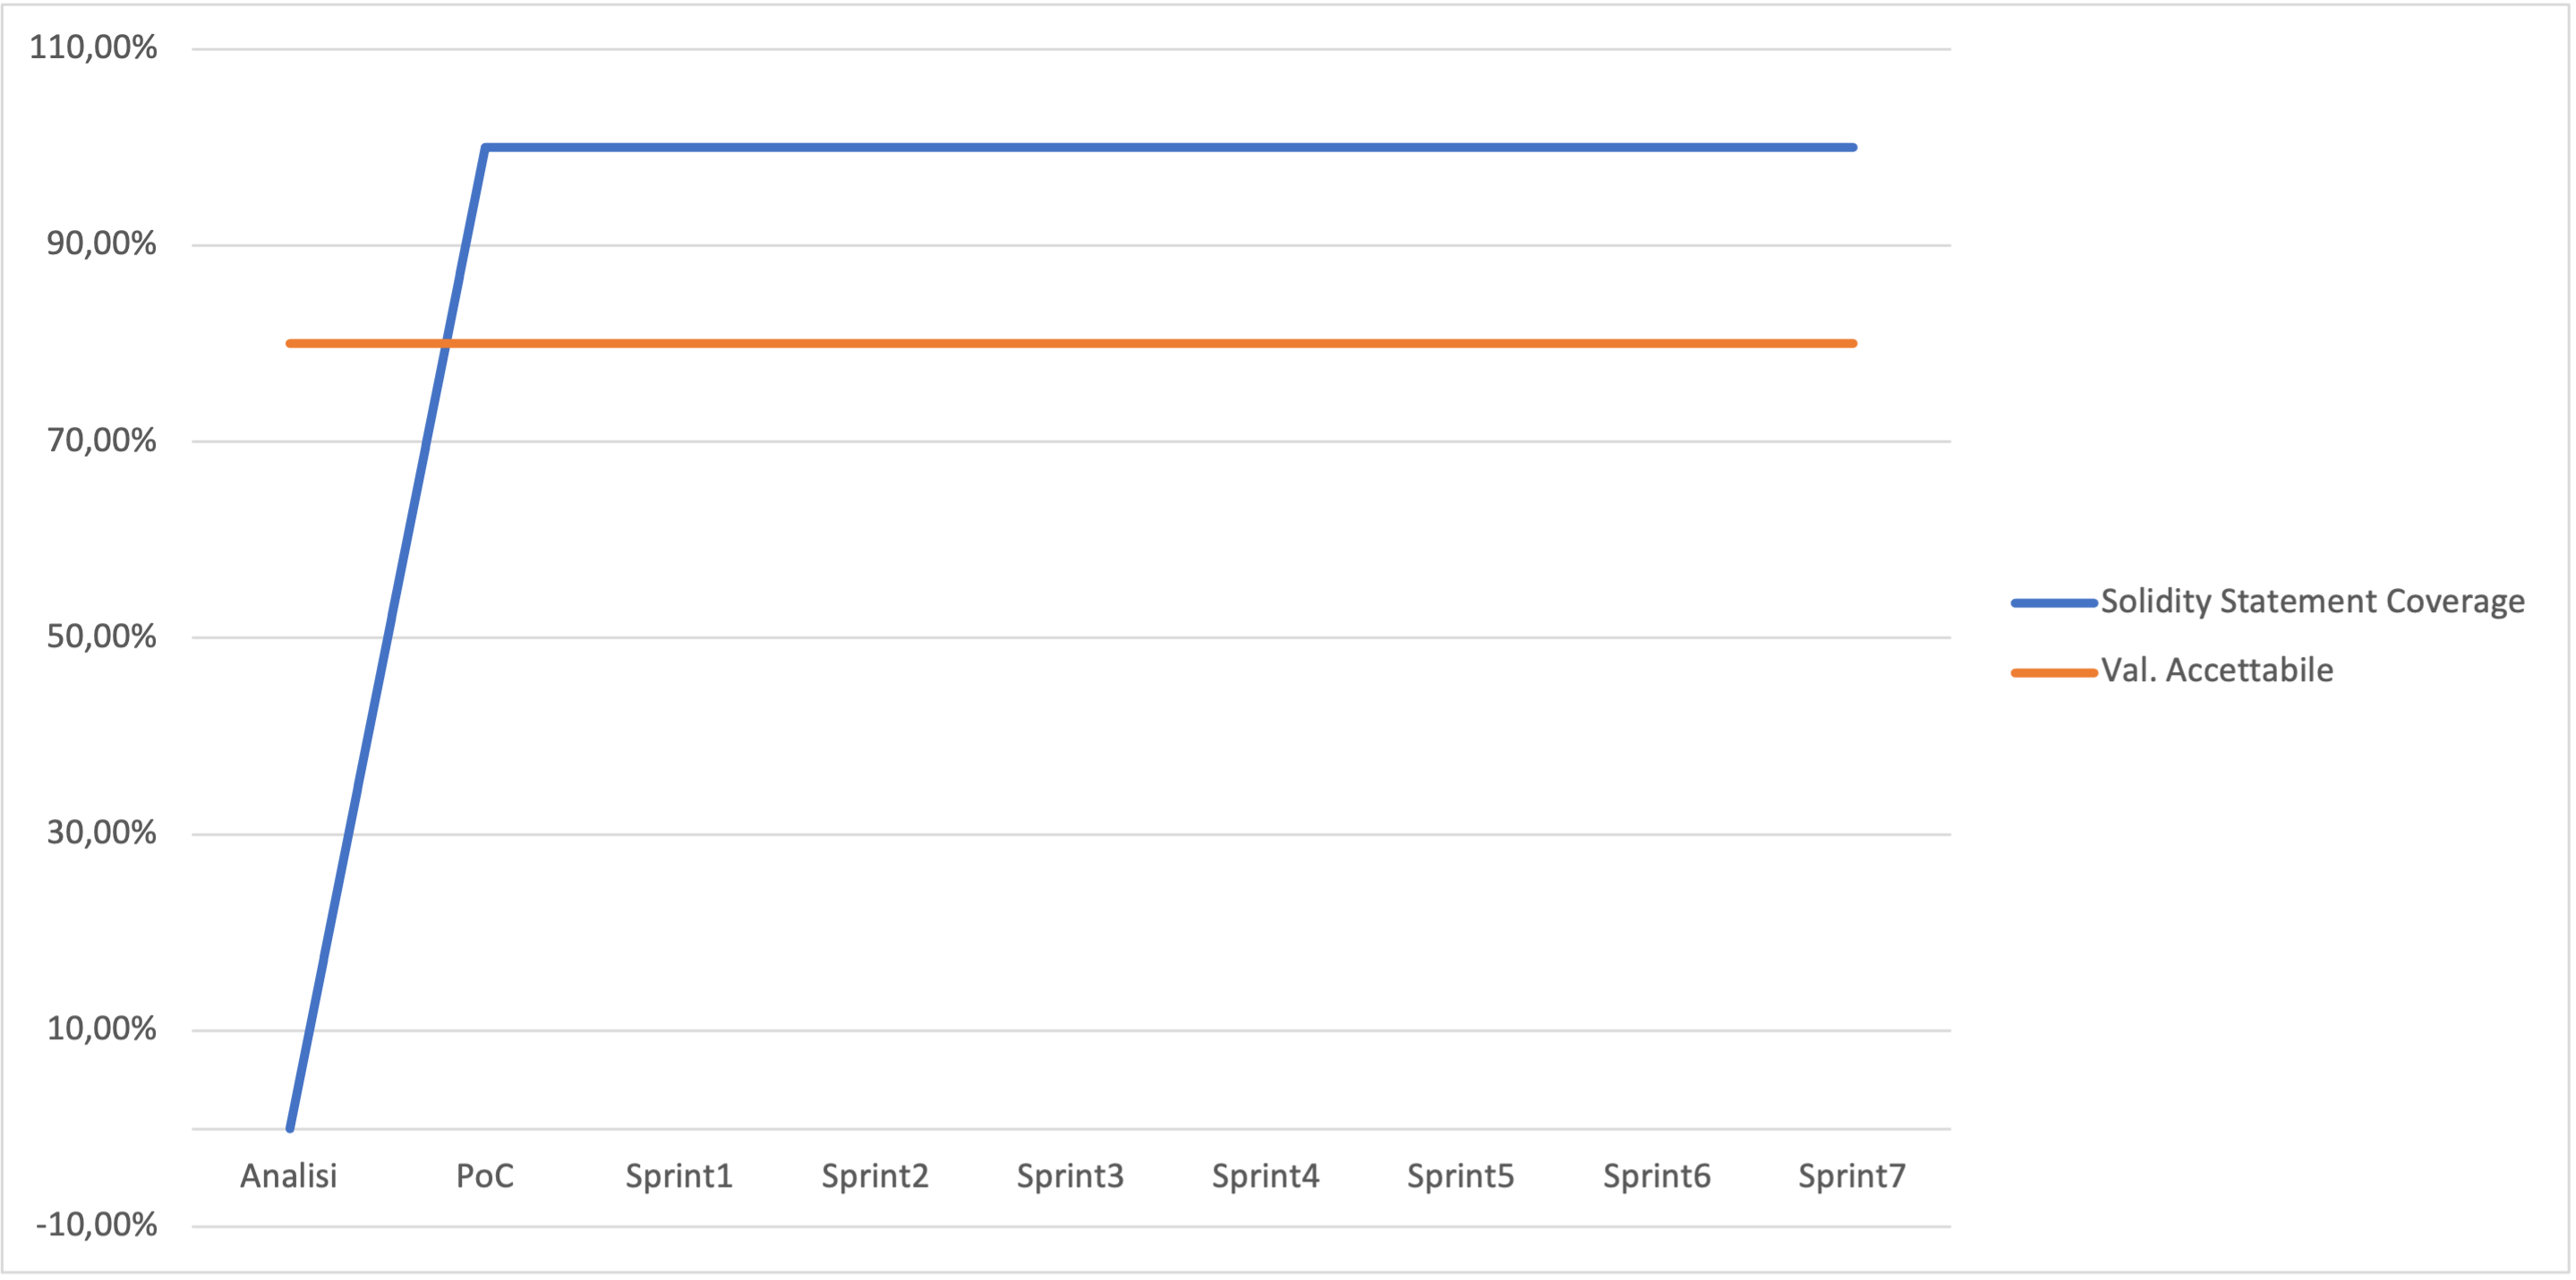 110,00%
90,00%
70,00%
50,00%
30,00%
10,00%
-10,00%
Analisi PoC Sprint1 Sprint2 Sprint3 Sprint4 Sprint5 Sprint6 Sprint7
Solidity Statement Coverage
Val. Accettabile